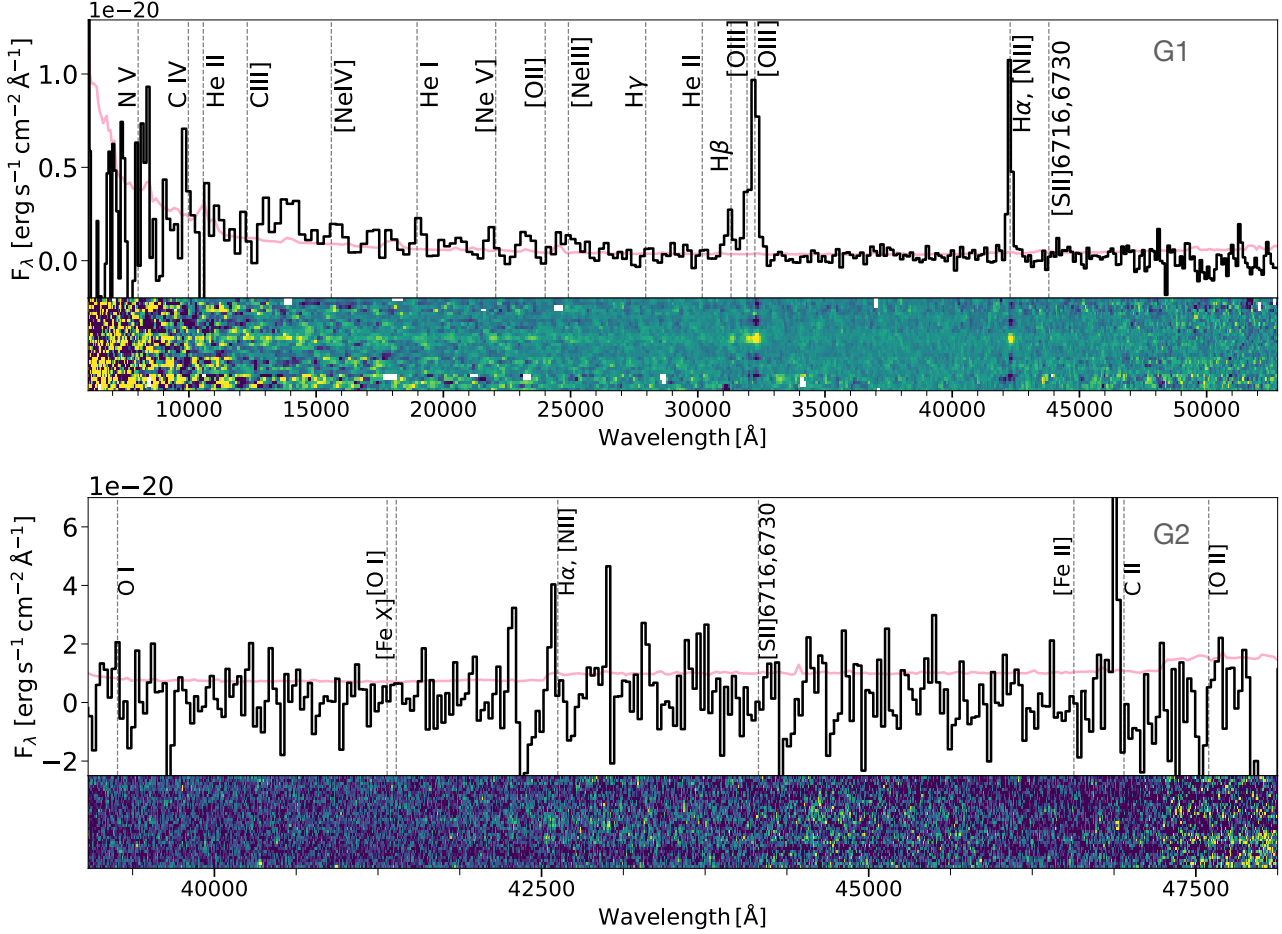 1e-20
G1
F_λ [erg s⁻¹ cm⁻² Å⁻¹]
1.0
0.5
0.0
N V
C IV
He II
CIII]
[NeIV]
He I
[Ne V]
[OII]
[NeIII]
Hγ
He II
Hβ
[OIII]
[OIII]
Hα, [NII]
[SII]6716,6730
10000 15000 20000 25000 30000 35000 40000 45000 50000
Wavelength [Å]
1e-20
G2
F_λ [erg s⁻¹ cm⁻² Å⁻¹]
6
4
2
0
−2
O I
[Fe X]
[O I]
Hα, [NII]
[SII]6716,6730
[Fe II]
C II
[O II]
40000 42500 45000 47500
Wavelength [Å]